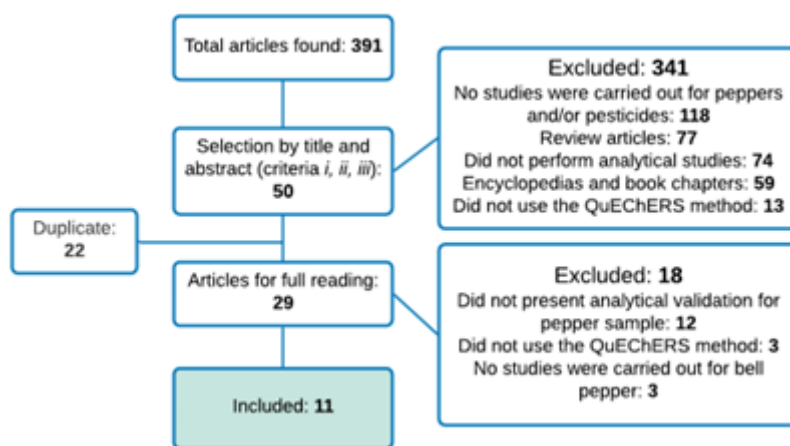 Total articles found: 391
Selection by title and
abstract (criteria i, ii, iii):
50
Excluded: 341
No studies were carried out for peppers
and/or pesticides: 118
Review articles: 77
Did not perform analytical studies: 74
Encyclopedias and book chapters: 59
Did not use the QuEChERS method: 13
Duplicate:
22
Articles for full reading:
29
Excluded: 18
Did not present analytical validation for
pepper sample: 12
Did not use the QuEChERS method: 3
No studies were carried out for bell
pepper: 3
Included: 11